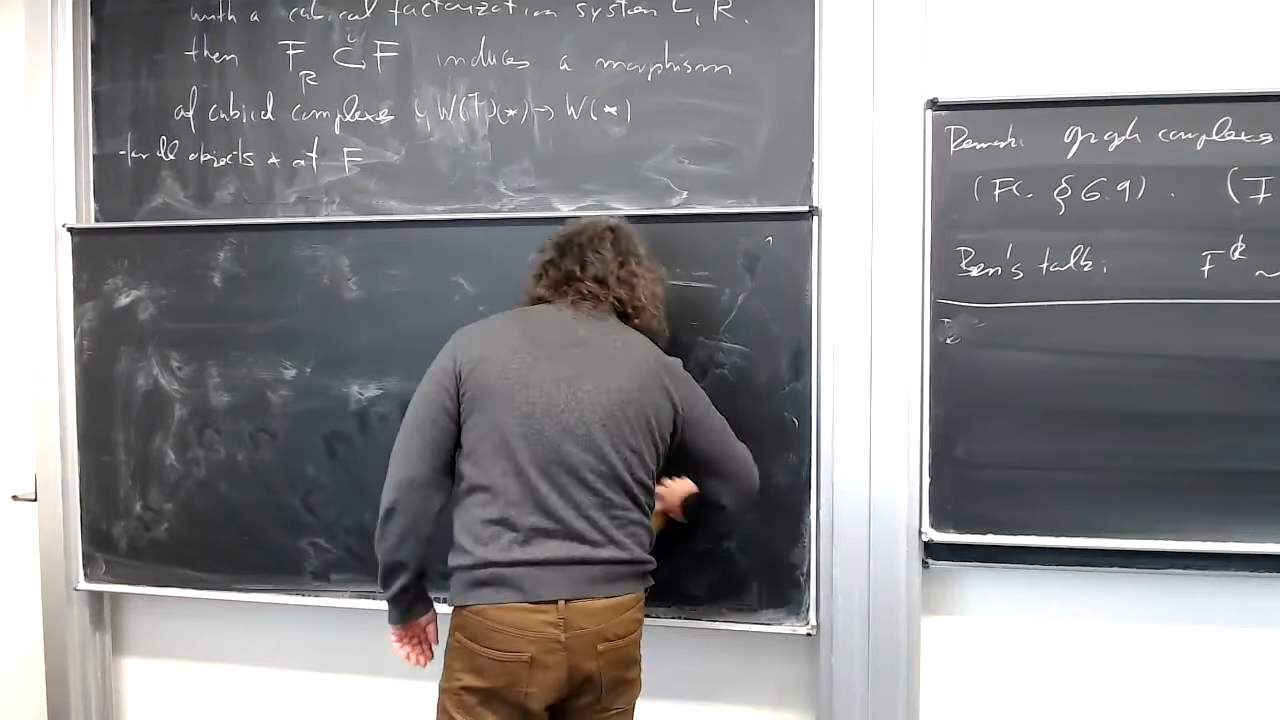 with a cubical factorization system L, R.
then F_R ⊂ F induces a morphism
i
of cubical complexes W( )(*) → W(*)
for all objects * of F
Remark: graph complexes
(FC. § 6.9). (F
Ben's talk: F